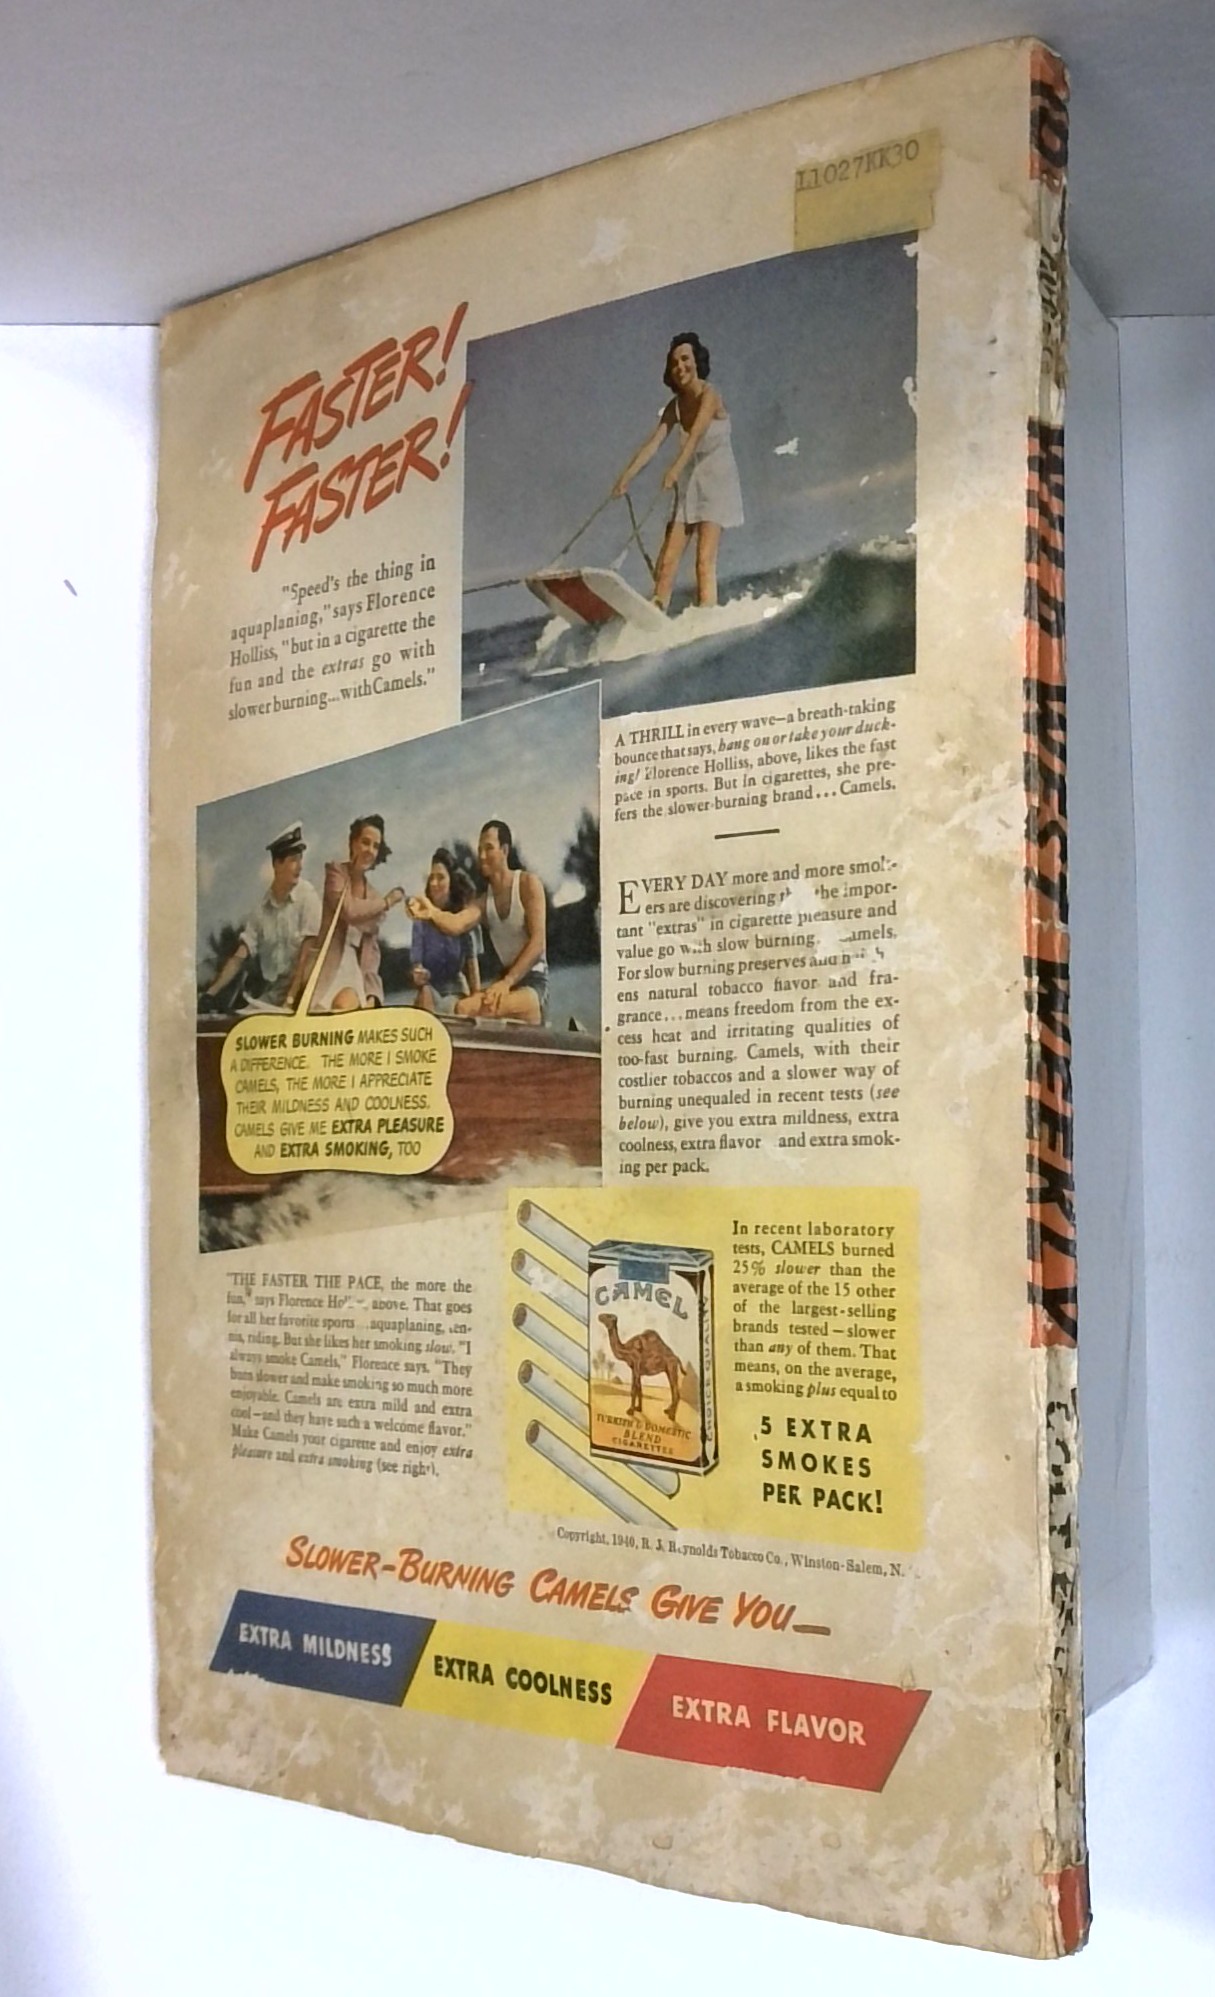 L1027KK30
FASTER!
FASTER!
"Speed's the thing in
aquaplaning," says Florence
Holliss, "but in a cigarette the
fun and the extras go with
slower burning...with Camels."
A THRILL in every wave—a breath-taking
bounce that says, hang on or take your duck-
ing! Florence Holliss, above, likes the fast
pace in sports. But in cigarettes, she pre-
fers the slower-burning brand... Camels.
EVERY DAY more and more smok-
ers are discovering the impor-
tant "extras" in cigarette pleasure and
value go with slow burning. Camels.
For slow burning preserves and
ens natural tobacco flavor and fra-
grance...means freedom from the ex-
cess heat and irritating qualities of
too-fast burning. Camels, with their
costlier tobaccos and a slower way of
burning unequaled in recent tests (see
below), give you extra mildness, extra
coolness, extra flavor and extra smok-
ing per pack.
SLOWER BURNING MAKES SUCH
A DIFFERENCE. THE MORE I SMOKE
CAMELS, THE MORE I APPRECIATE
THEIR MILDNESS AND COOLNESS.
CAMELS GIVE ME EXTRA PLEASURE
AND EXTRA SMOKING, TOO
"THE FASTER THE PACE, the more the
fun," says Florence above. That goes
for all her favorite sports...aquaplaning, ten-
nis, riding. But she likes her smoking slow. "I
always smoke Camels," Florence says. "They
burn slower and make smoking so much more
enjoyable. Camels are extra mild and extra
cool—and they have such a welcome flavor."
Make Camels your cigarette and enjoy extra
pleasure and extra smoking (see right).
CAMEL
TURKISH & DOMESTIC
BLEND
CIGARETTES
CHOICE QUALITY
In recent laboratory
tests, CAMELS burned
25% slower than the
average of the 15 other
of the largest-selling
brands tested—slower
than any of them. That
means, on the average,
a smoking plus equal to
5 EXTRA
SMOKES
PER PACK!
Copyright, 1940, R. J. Reynolds Tobacco Co., Winston-Salem, N.
SLOWER-BURNING CAMELS GIVE YOU—
EXTRA MILDNESS
EXTRA COOLNESS
EXTRA FLAVOR
WILD WEST WEEKLY